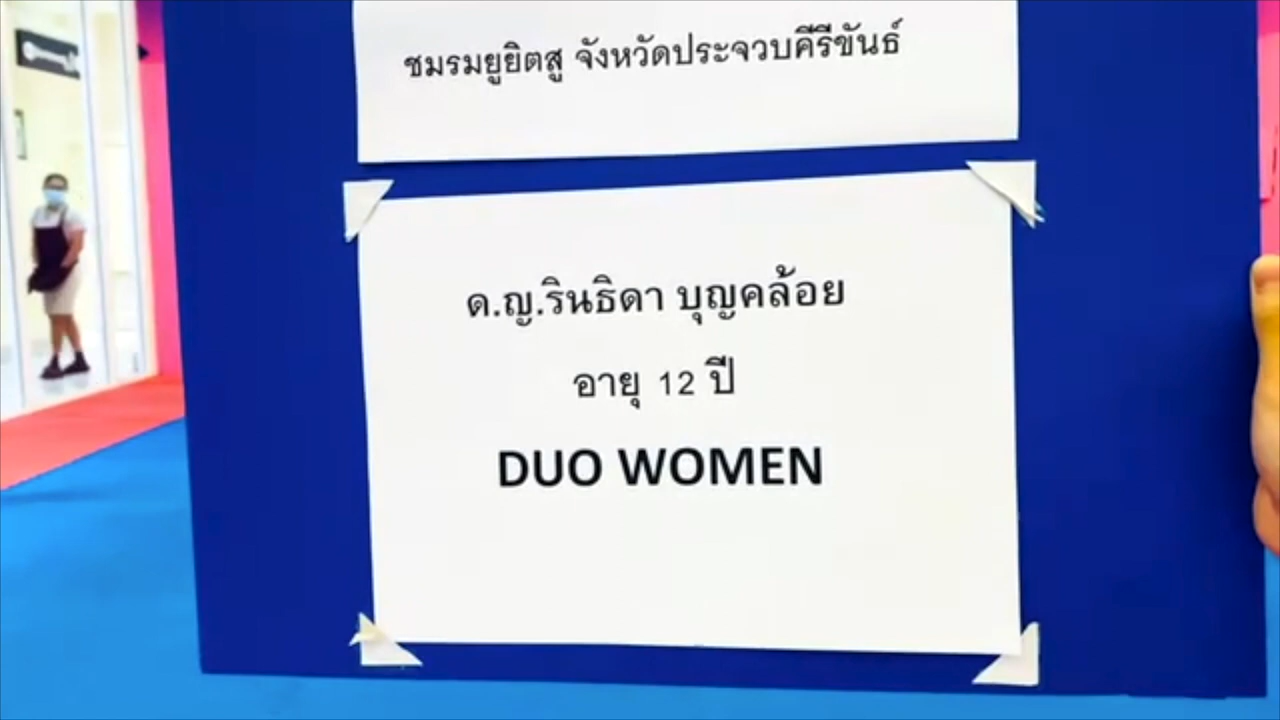 ชมรมยูยิตสู จังหวัดประจวบคีรีขันธ์
ด.ญ.รินธิดา บุญคล้อย
อายุ 12 ปี
DUO WOMEN